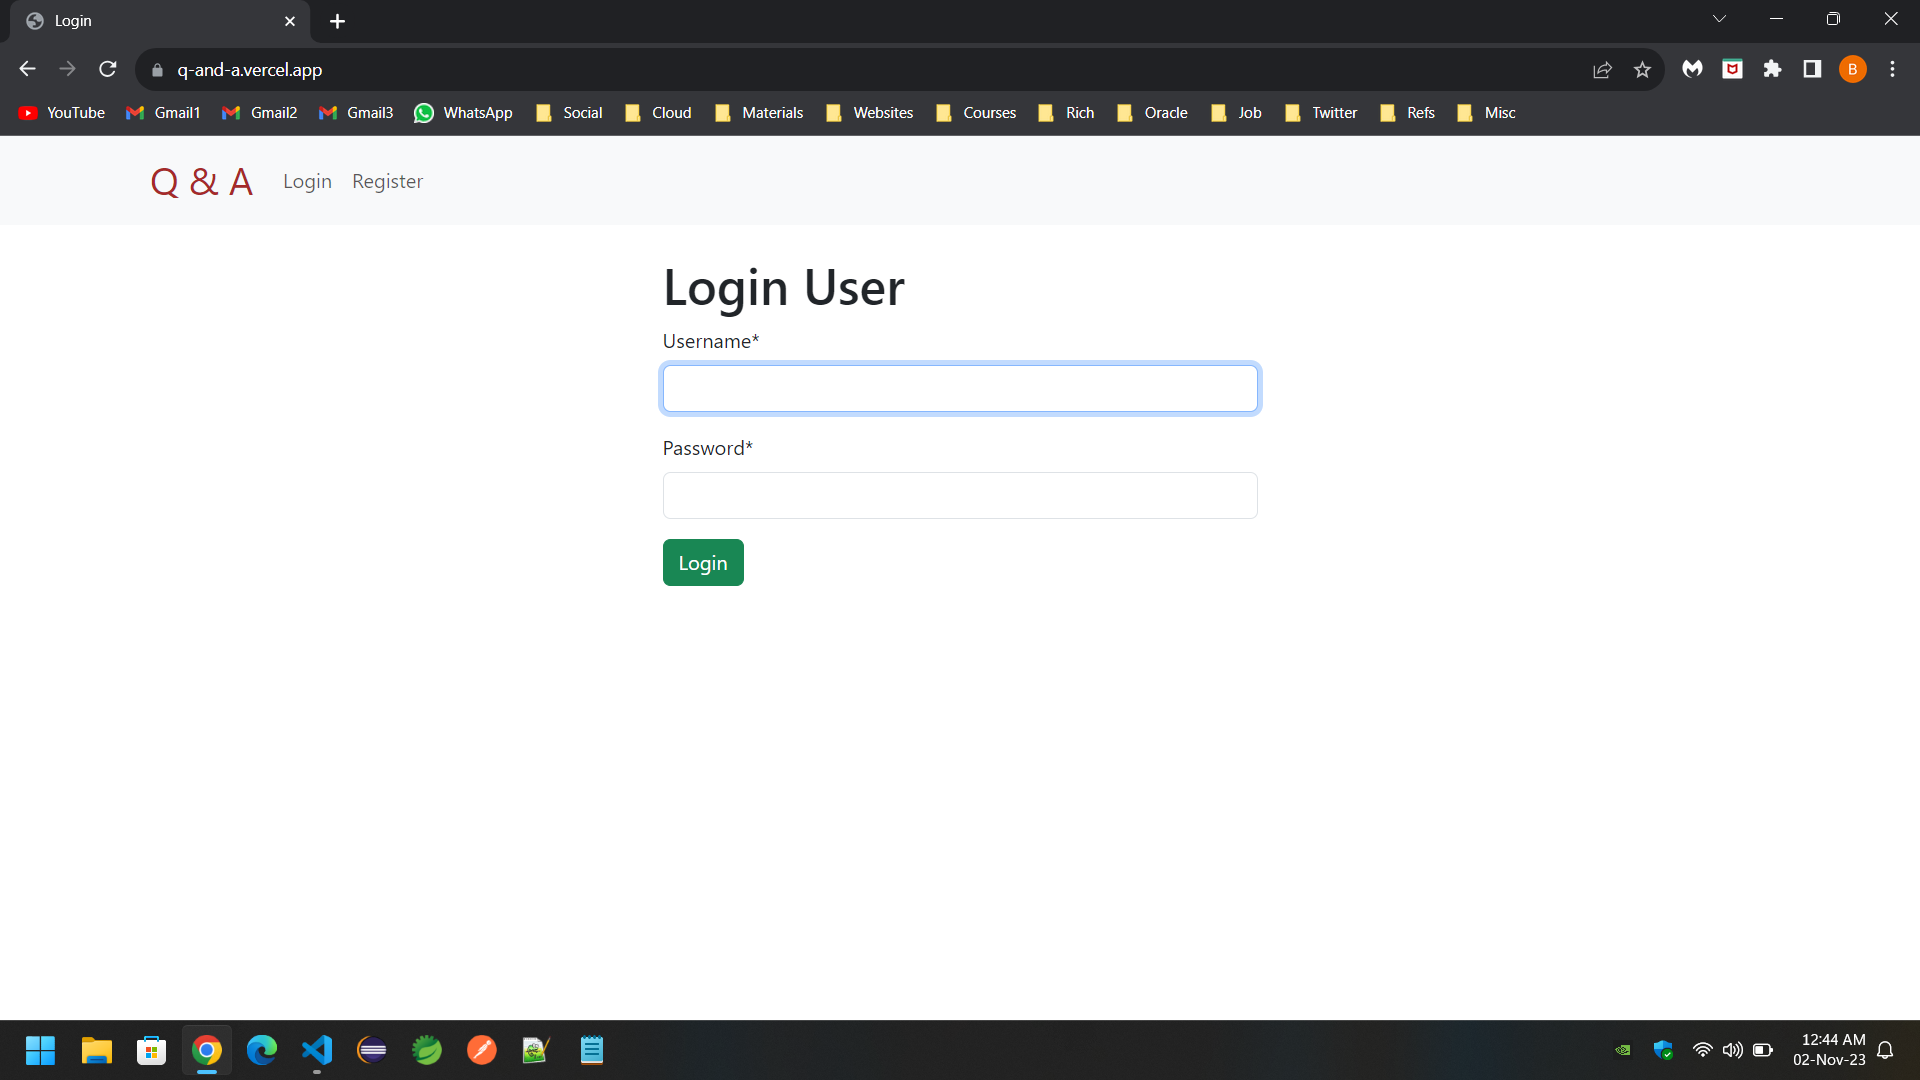 Login
q-and-a.vercel.app
B
YouTube Gmail1 Gmail2 Gmail3 WhatsApp Social Cloud Materials Websites Courses Rich Oracle Job Twitter Refs Misc
Q & A Login Register
Login User
Username*
Password*
Login
12:44 AM
02-Nov-23